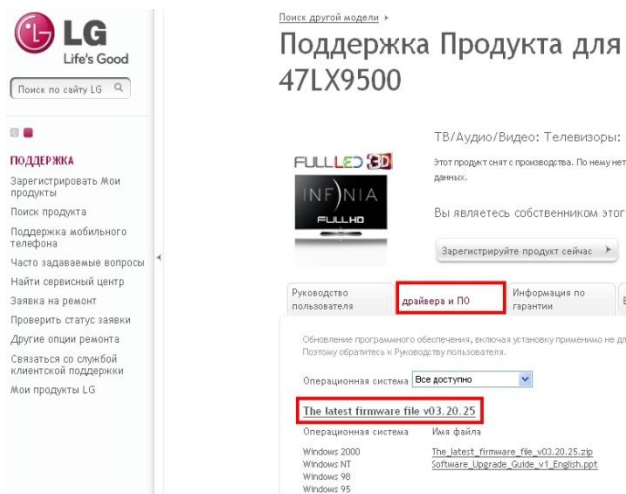 LG
Life's Good
Поиск по сайту LG
ПОДДЕРЖКА
Зарегистрировать Мои
продукты
Поиск продукта
Поддержка мобильного
телефона
Часто задаваемые вопросы
Найти сервисный центр
Заявка на ремонт
Проверить статус заявки
Другие опции ремонта
Связаться со службой
клиентской поддержки
Мои продукты LG
Поиск другой модели
Поддержка Продукта для
47LX9500
ТВ/Аудио/Видео: Телевизоры:
FULL LED 3D
INFINIA
FULL HD
Этот продукт снят с производства. По нему нет
данных.
Вы являетесь собственником этог
Зарегистрируйте продукт сейчас
Руководство
пользователя
драйвера и ПО
Информация по
гарантии
Обновление программного обеспечения, включая установку применимо не дл
Поэтому обратитесь к Руководству пользователя.
Операционная система Все доступно
The latest firmware file v03.20.25
Операционная система Имя файла
Windows 2000 The_latest_firmware_file_v03.20.25.zip
Windows NT Software_Upgrade_Guide_v1_English.ppt
Windows 98
Windows 95